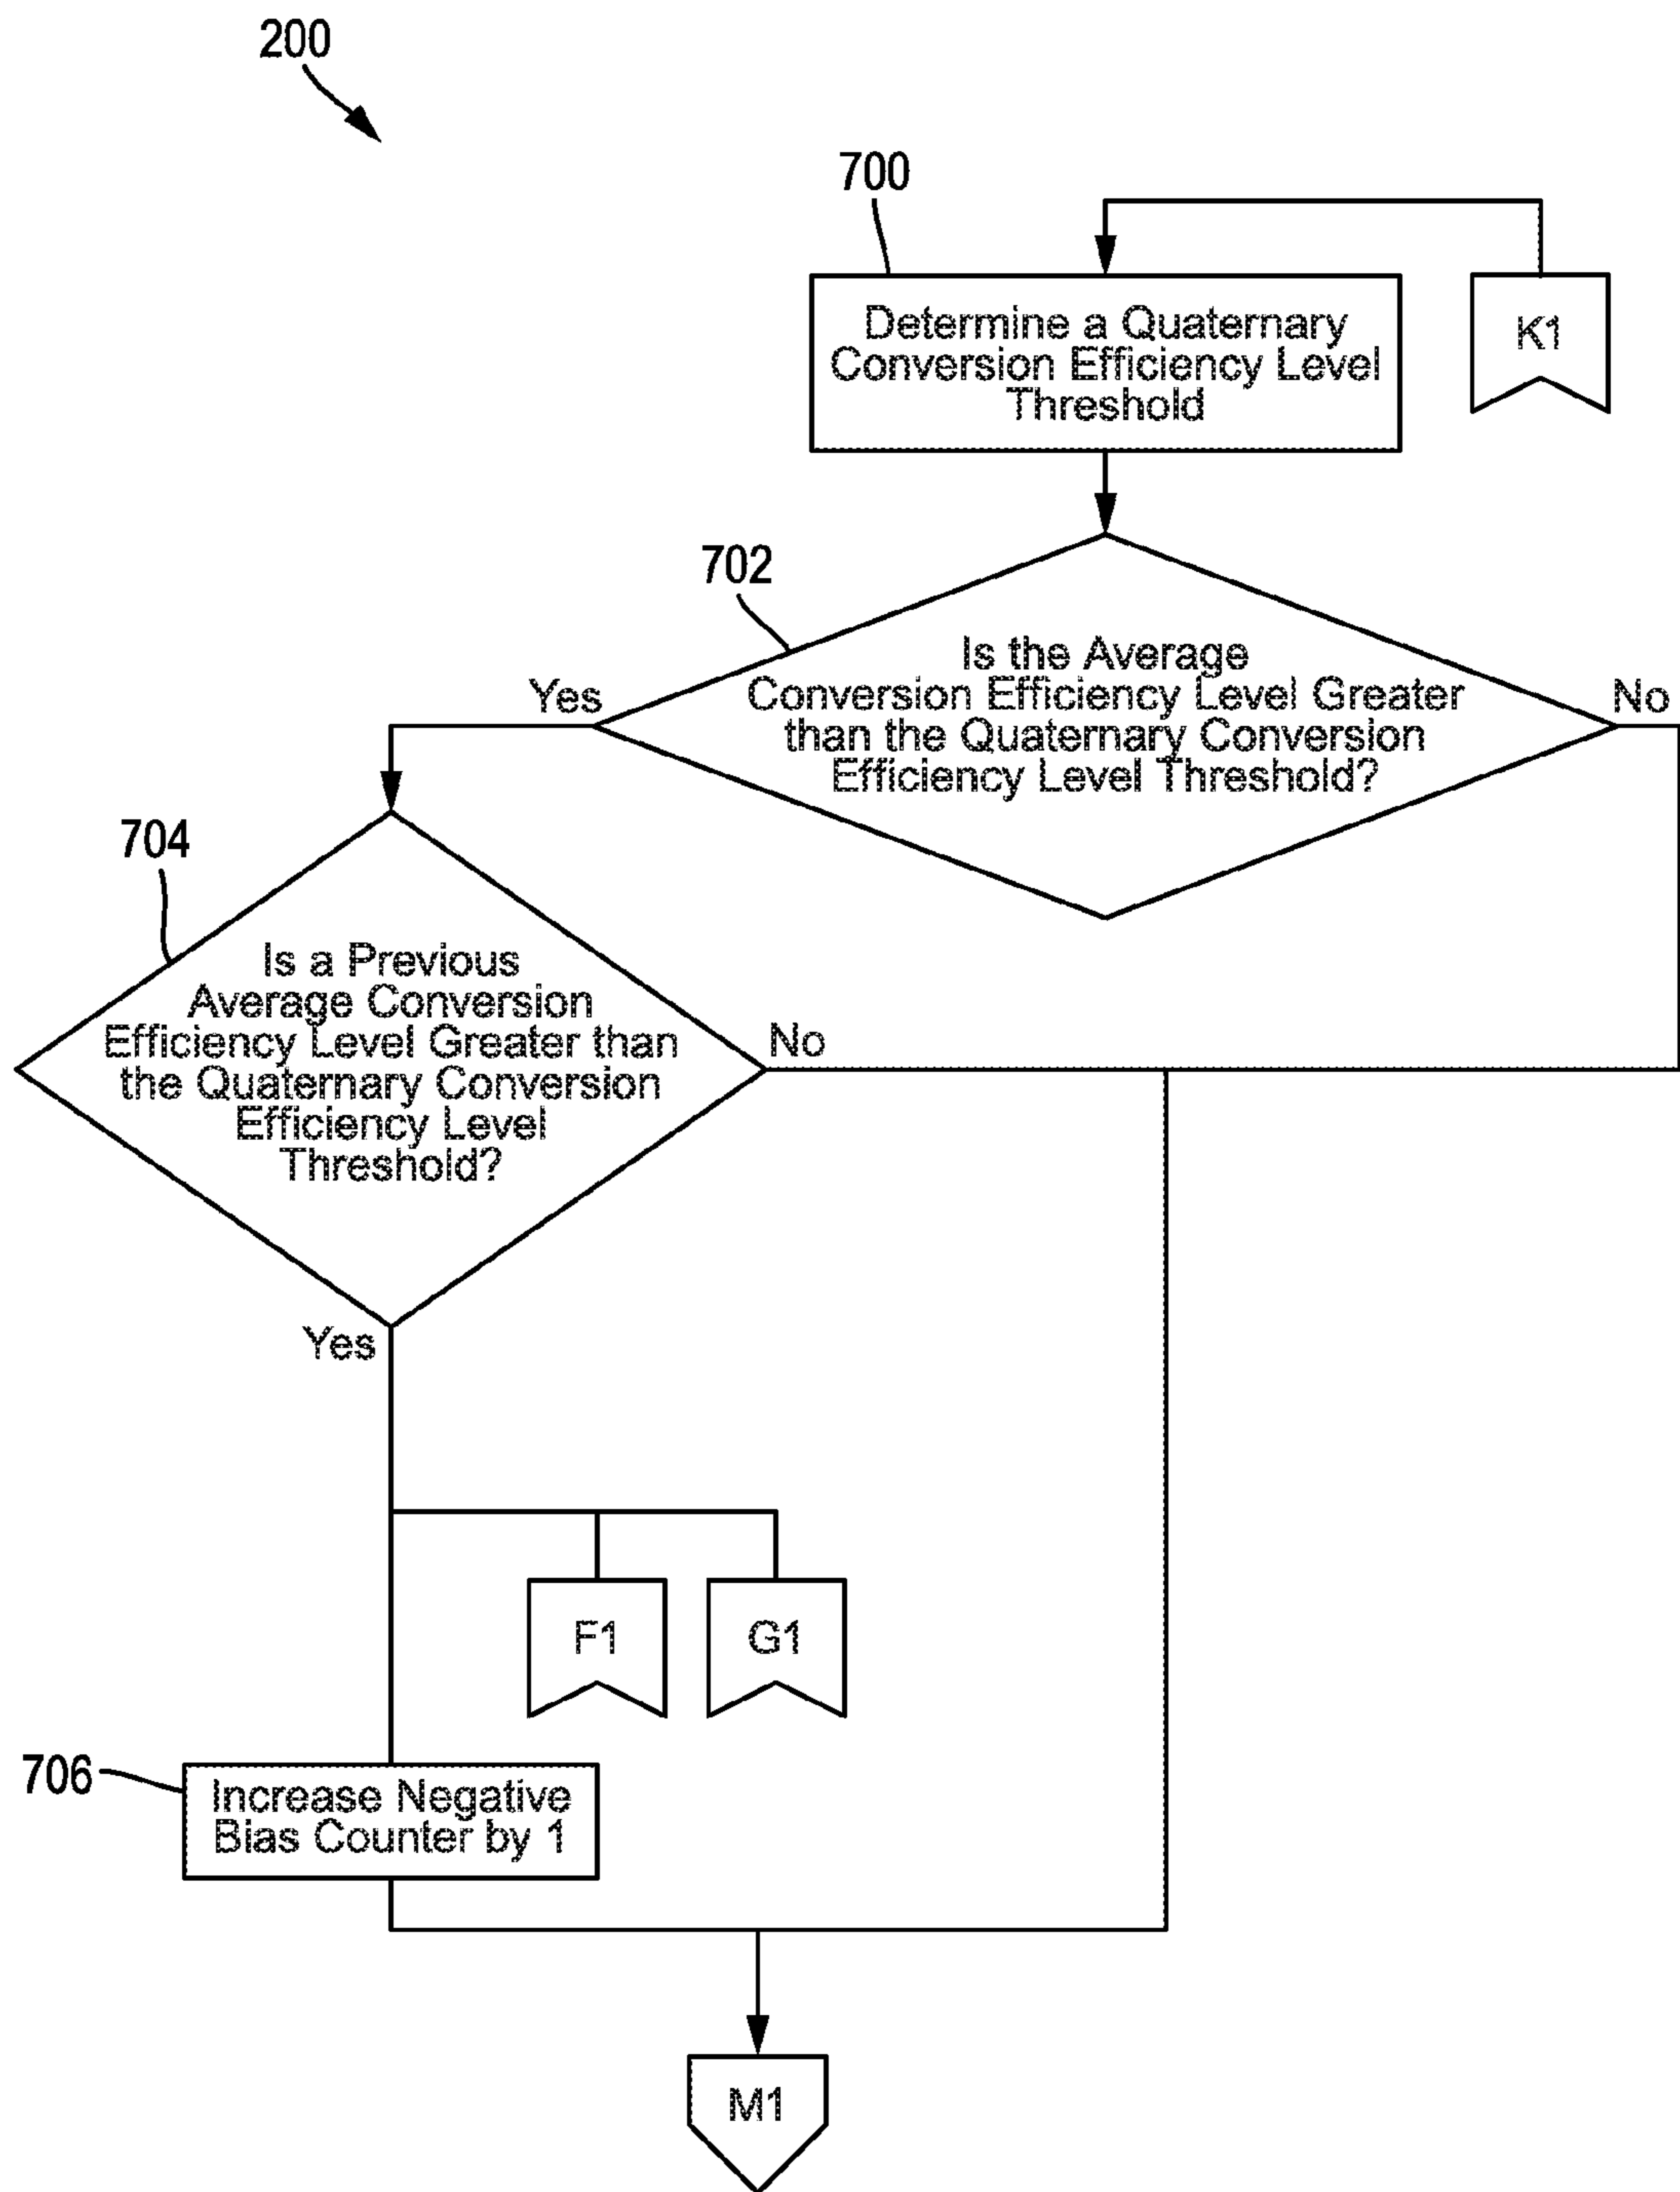 200
700
Determine a Quaternary
Conversion Efficiency Level
Threshold
K1
702
Is the Average
Conversion Efficiency Level Greater
than the Quaternary Conversion
Efficiency Level Threshold?
Yes
No
704
Is a Previous
Average Conversion
Efficiency Level Greater than
the Quaternary Conversion
Efficiency Level
Threshold?
No
Yes
F1
G1
706
Increase Negative
Bias Counter by 1
M1